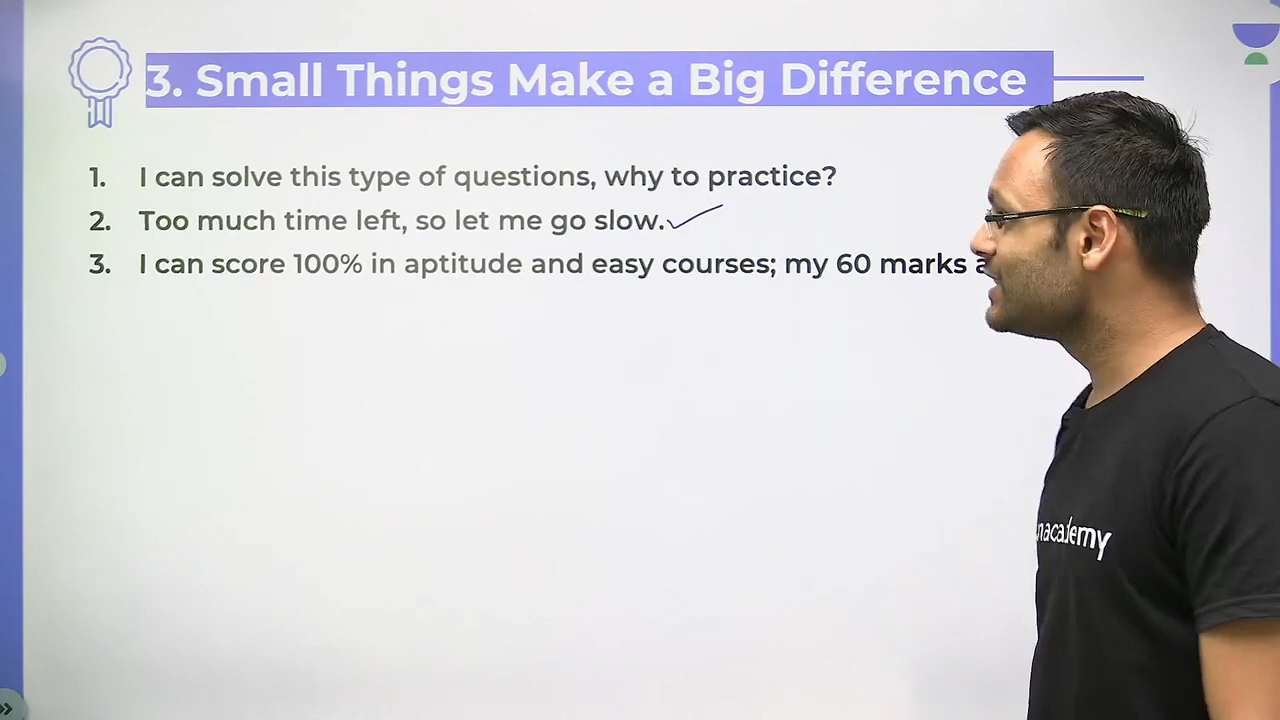 3. Small Things Make a Big Difference
1. I can solve this type of questions, why to practice?
2. Too much time left, so let me go slow.
3. I can score 100% in aptitude and easy courses; my 60 marks
nacademy